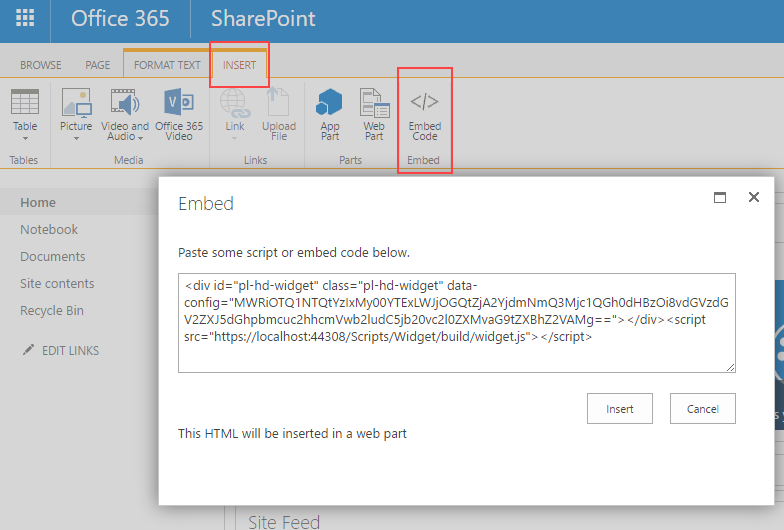 Office 365 SharePoint
BROWSE PAGE FORMAT TEXT INSERT
Table Picture Video and Audio Office 365 Video Link Upload File App Part Web Part Embed Code
Tables Media Links Parts Embed
Home
Notebook
Documents
Site contents
Recycle Bin
EDIT LINKS
Embed
Paste some script or embed code below.
<div id="pl-hd-widget" class="pl-hd-widget" data-
config="MWRiOTQ1NTQtYzIxMy00YTExLWJjOGQtZjA2YjdmNmQ3Mjc1QGh0dHBzOi8vdGVzdG
V2ZXJ5dGhpbmcuc2hhcmVwb2ludC5jb20vc2l0ZXMvaG9tZXBhZ2VAMg=="></div><script
src="https://localhost:44308/Scripts/Widget/build/widget.js"></script>
Insert Cancel
This HTML will be inserted in a web part
Site Feed